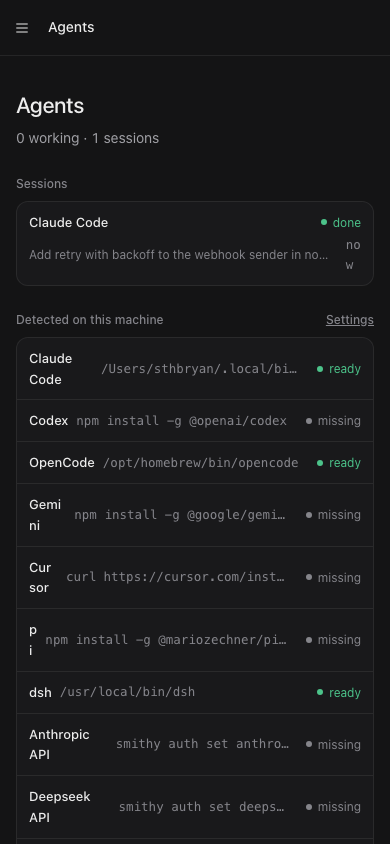 Agents
Agents
0 working · 1 sessions
Sessions
Claude Code
done
Add retry with backoff to the webhook sender in no…
no
w
Detected on this machine
Settings
Claude
Code
/Users/sthbryan/.local/bi…
ready
Codex
npm install -g @openai/codex
missing
OpenCode
/opt/homebrew/bin/opencode
ready
Gemi
ni
npm install -g @google/gemi…
missing
Cur
sor
curl https://cursor.com/inst…
missing
p
i
npm install -g @mariozechner/pi…
missing
dsh
/usr/local/bin/dsh
ready
Anthropic
API
smithy auth set anthro…
missing
Deepseek
API
smithy auth set deeps…
missing